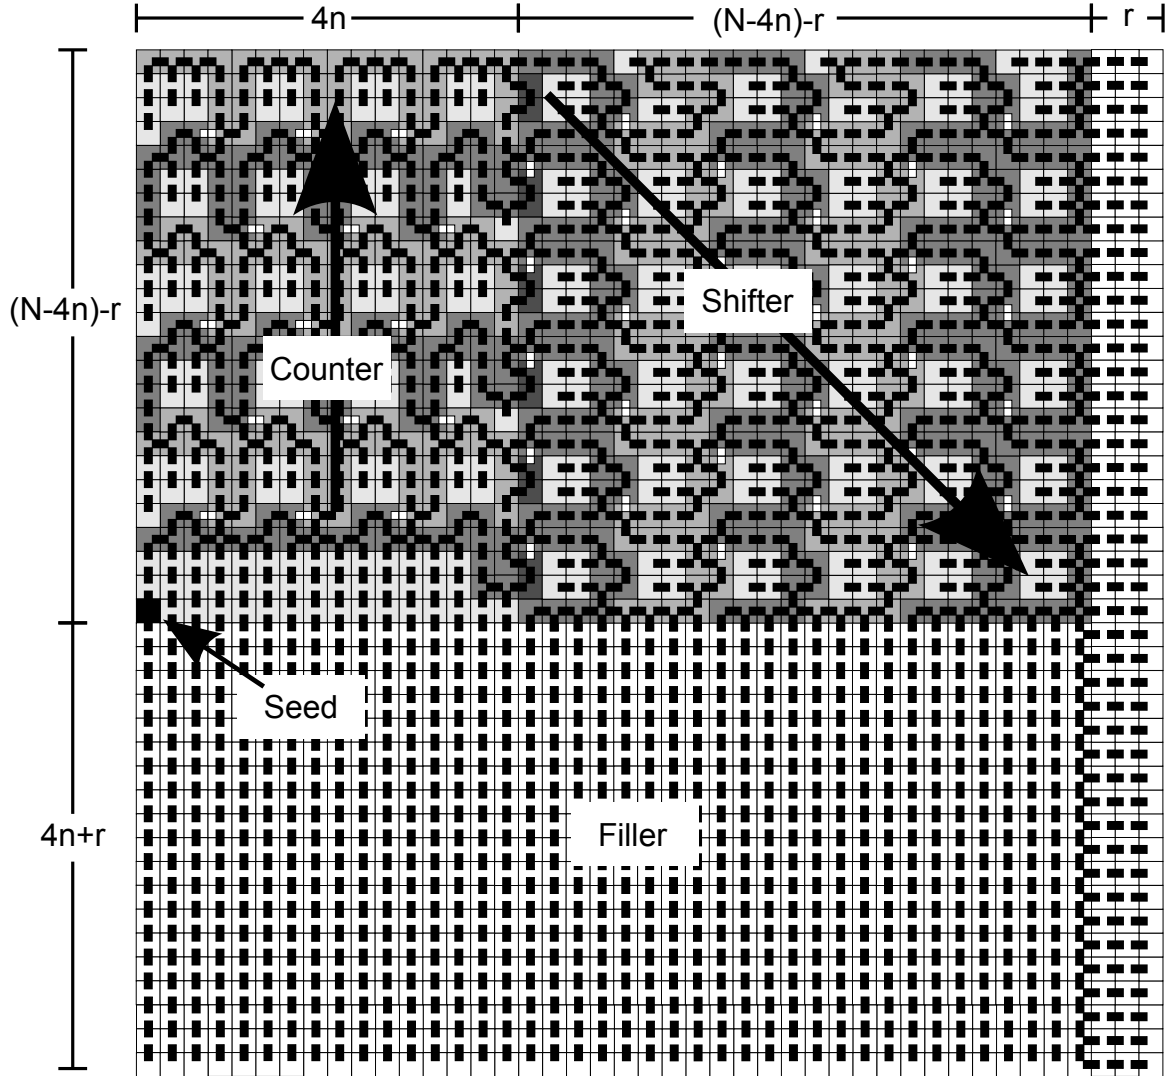 4n
(N-4n)-r
r
(N-4n)-r
Shifter
Counter
Seed
4n+r
Filler